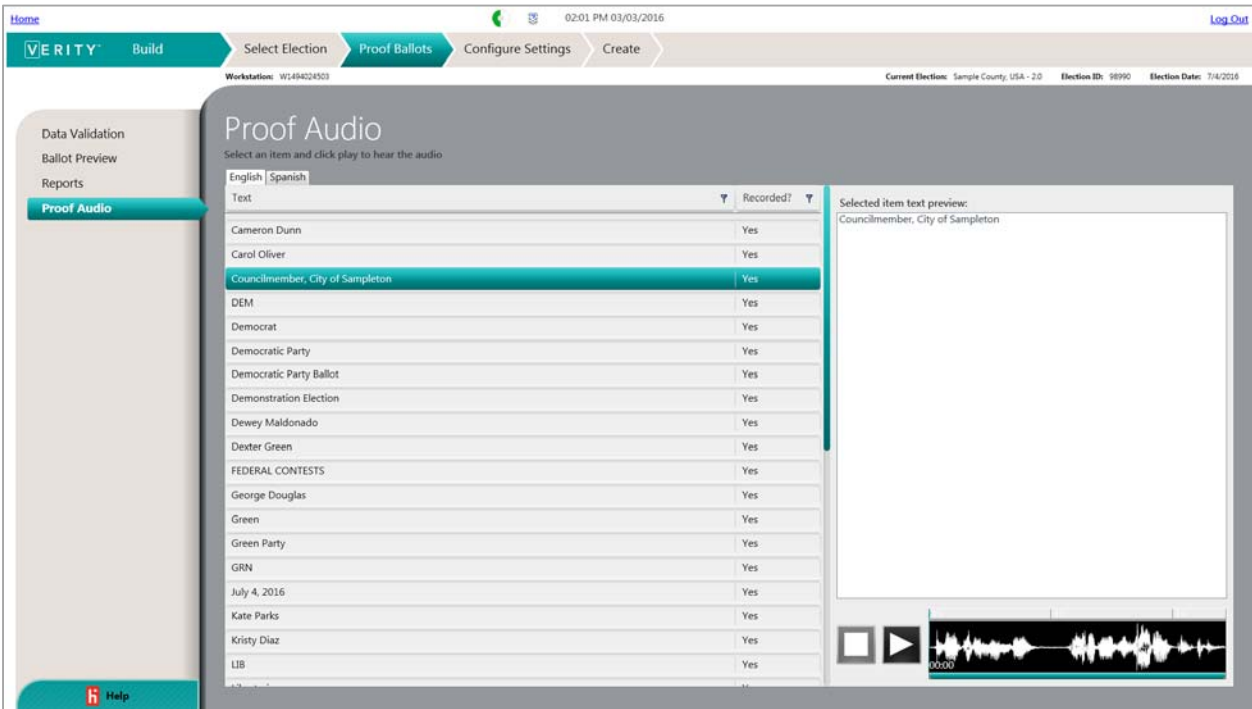 Home 02:01 PM 03/03/2016 Log Out
VERITY Build Select Election Proof Ballots Configure Settings Create
Workstation: W1494024503 Current Election: Sample County, USA - 2.0 Election ID: 98990 Election Date: 7/4/2016
Data Validation
Ballot Preview
Reports
Proof Audio
Proof Audio
Select an item and click play to hear the audio
English Spanish
Text Recorded?
Cameron Dunn Yes
Carol Oliver Yes
Councilmember, City of Sampleton Yes
DEM Yes
Democrat Yes
Democratic Party Yes
Democratic Party Ballot Yes
Demonstration Election Yes
Dewey Maldonado Yes
Dexter Green Yes
FEDERAL CONTESTS Yes
George Douglas Yes
Green Yes
Green Party Yes
GRN Yes
July 4, 2016 Yes
Kate Parks Yes
Kristy Diaz Yes
LIB Yes
Selected item text preview:
Councilmember, City of Sampleton
00:00
Help